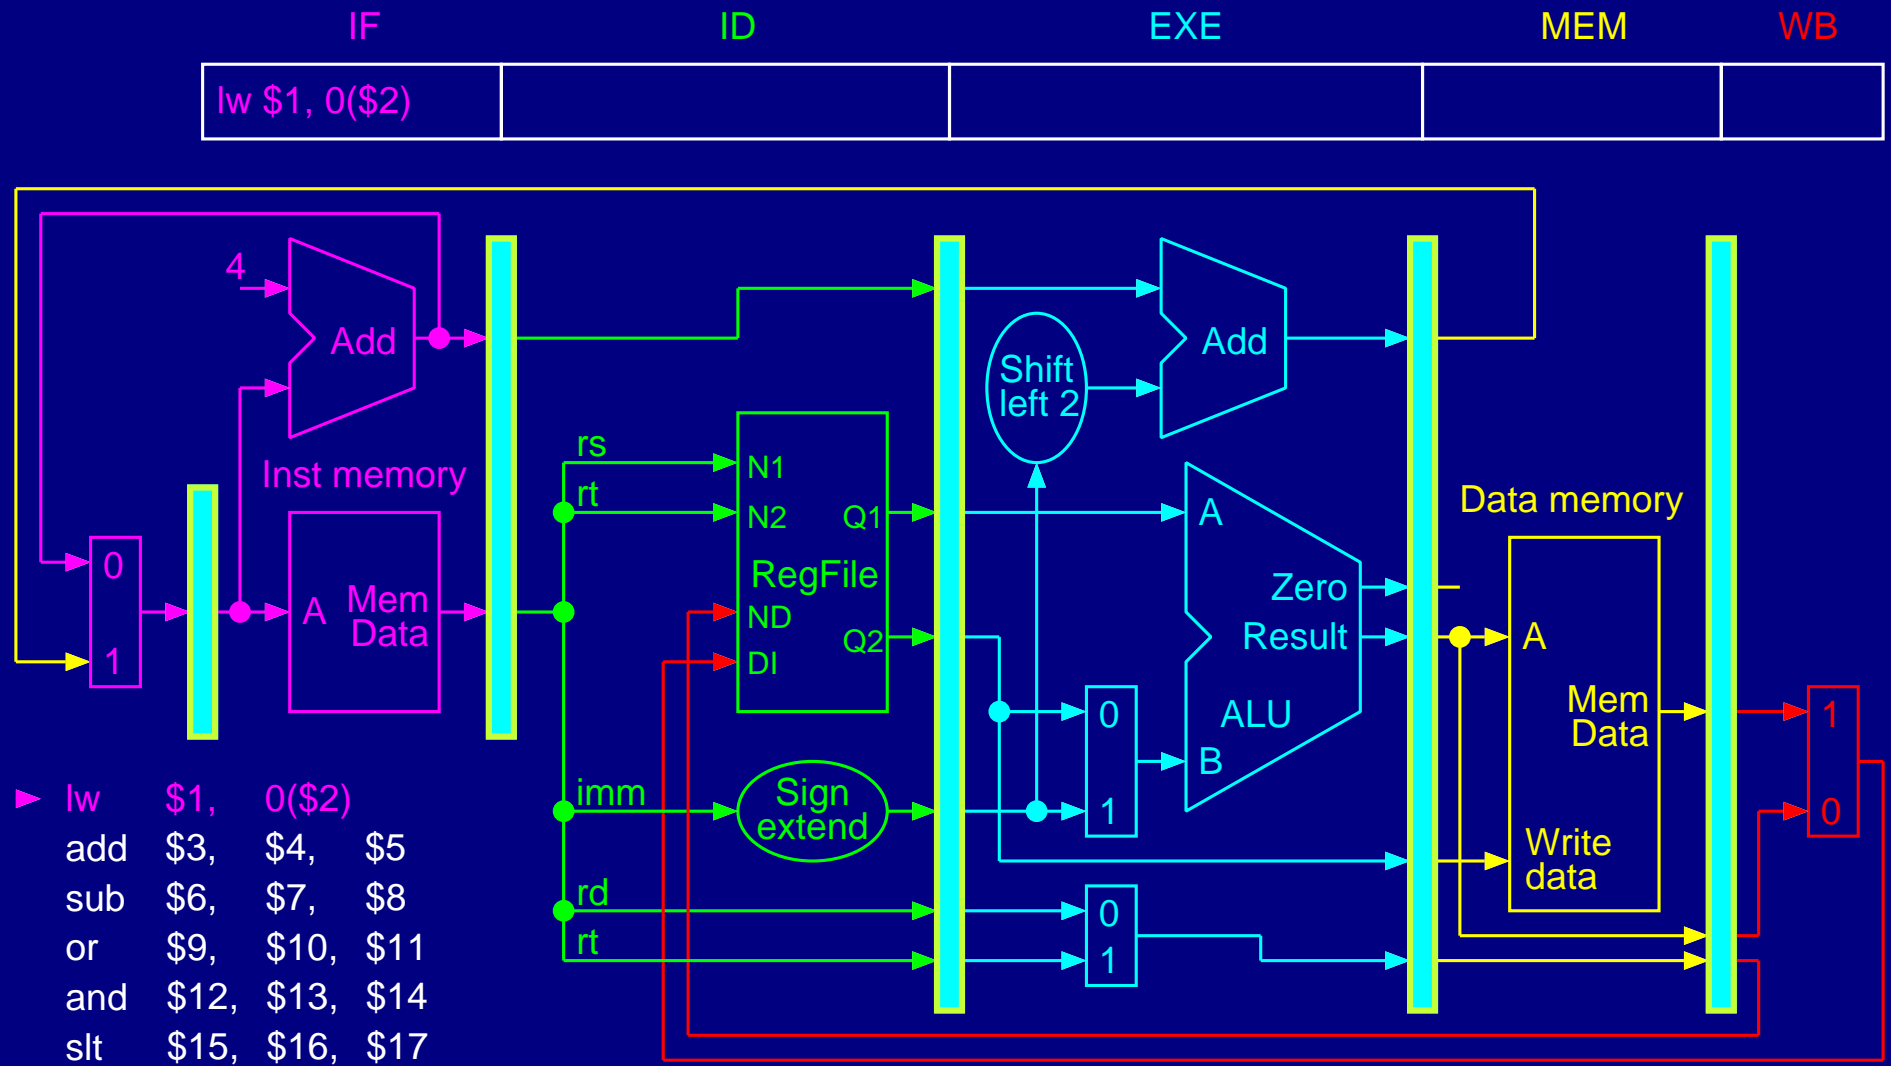 IF ID EXE MEM WB
lw $1, 0($2)
4
Add
Add
Shift
left 2
rs
N1
Inst memory
rt
N2
Q1
A
Data memory
0
RegFile
Zero
A
Mem
Data
ND
Q2
Result
A
1
DI
Mem
Data
0
ALU
1
B
lw $1, 0($2)
imm
Sign
extend
1
0
add $3, $4, $5
Write
data
sub $6, $7, $8
rd
0
or $9, $10, $11
rt
1
and $12, $13, $14
slt $15, $16, $17